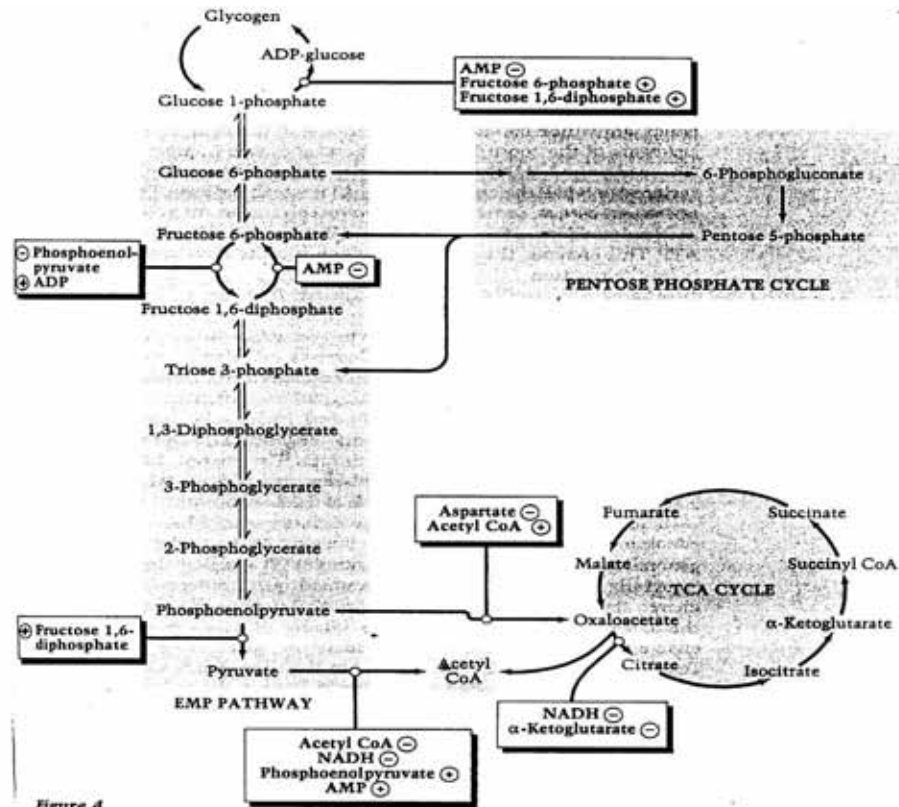 Glycogen
ADP-glucose
AMP ⊖
Fructose 6-phosphate ⊕
Fructose 1,6-diphosphate ⊕
Glucose 1-phosphate
Glucose 6-phosphate
6-Phosphogluconate
Fructose 6-phosphate
Pentose 5-phosphate
⊖ Phosphoenol-
pyruvate
⊕ ADP
AMP ⊖
PENTOSE PHOSPHATE CYCLE
Fructose 1,6-diphosphate
Triose 3-phosphate
1,3-Diphosphoglycerate
3-Phosphoglycerate
Aspartate ⊖
Acetyl CoA ⊕
Fumarate
Succinate
2-Phosphoglycerate
Malate
Succinyl CoA
TCA CYCLE
Phosphoenolpyruvate
Oxaloacetate
α-Ketoglutarate
⊕ Fructose 1,6-
diphosphate
Citrate
Isocitrate
Pyruvate
Acetyl
CoA
EMP PATHWAY
NADH ⊖
α-Ketoglutarate ⊖
Acetyl CoA ⊖
NADH ⊖
Phosphoenolpyruvate ⊕
AMP ⊕
Figure 4